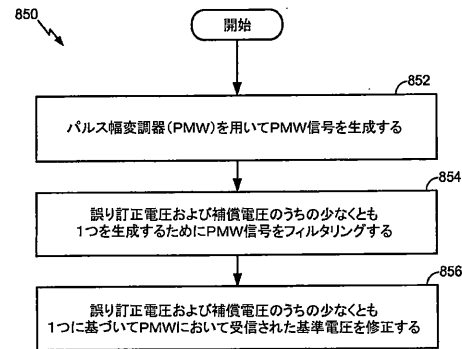 850
開始
852
パルス幅変調器(PMW)を用いてPMW信号を生成する
854
誤り訂正電圧および補償電圧のうちの少なくとも
1つを生成するためにPMW信号をフィルタリングする
856
誤り訂正電圧および補償電圧のうちの少なくとも
1つに基づいてPMWにおいて受信された基準電圧を修正する